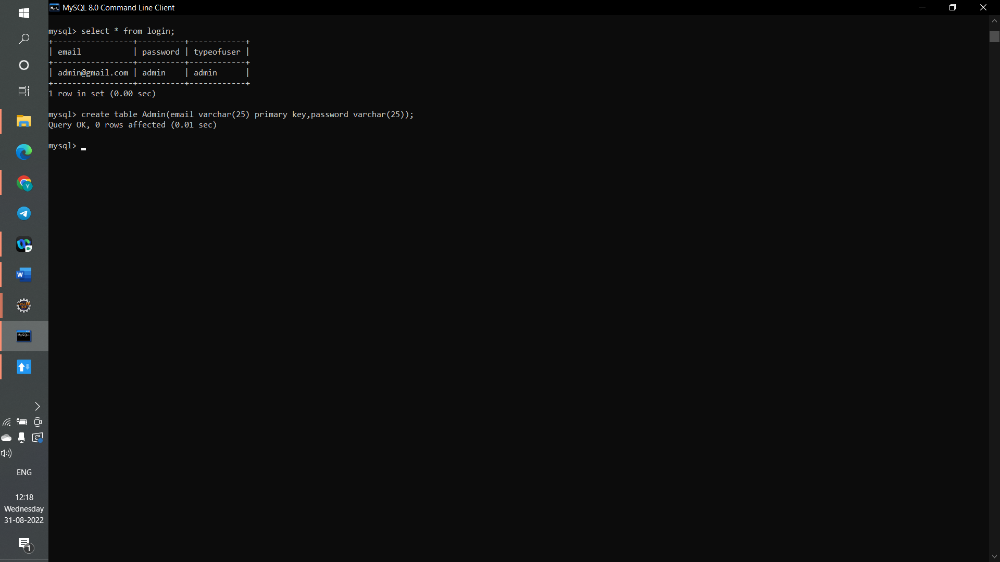 MySQL 8.0 Command Line Client
mysql> select * from login;
+-----------------+----------+------------+
| email           | password | typeofuser |
+-----------------+----------+------------+
| admin@gmail.com | admin    | admin      |
+-----------------+----------+------------+
1 row in set (0.00 sec)
mysql> create table Admin(email varchar(25) primary key,password varchar(25));
Query OK, 0 rows affected (0.01 sec)
mysql>
Y
W
MySQL
ENG
12:18
Wednesday
31-08-2022
1